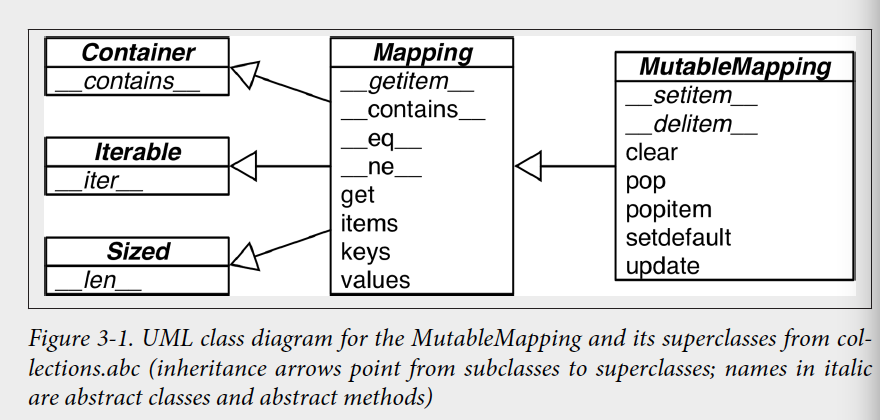 Container
__contains__
Iterable
__iter__
Sized
__len__
Mapping
__getitem__
__contains__
__eq__
__ne__
get
items
keys
values
MutableMapping
__setitem__
__delitem__
clear
pop
popitem
setdefault
update
Figure 3-1. UML class diagram for the MutableMapping and its superclasses from col-
lections.abc (inheritance arrows point from subclasses to superclasses; names in italic
are abstract classes and abstract methods)